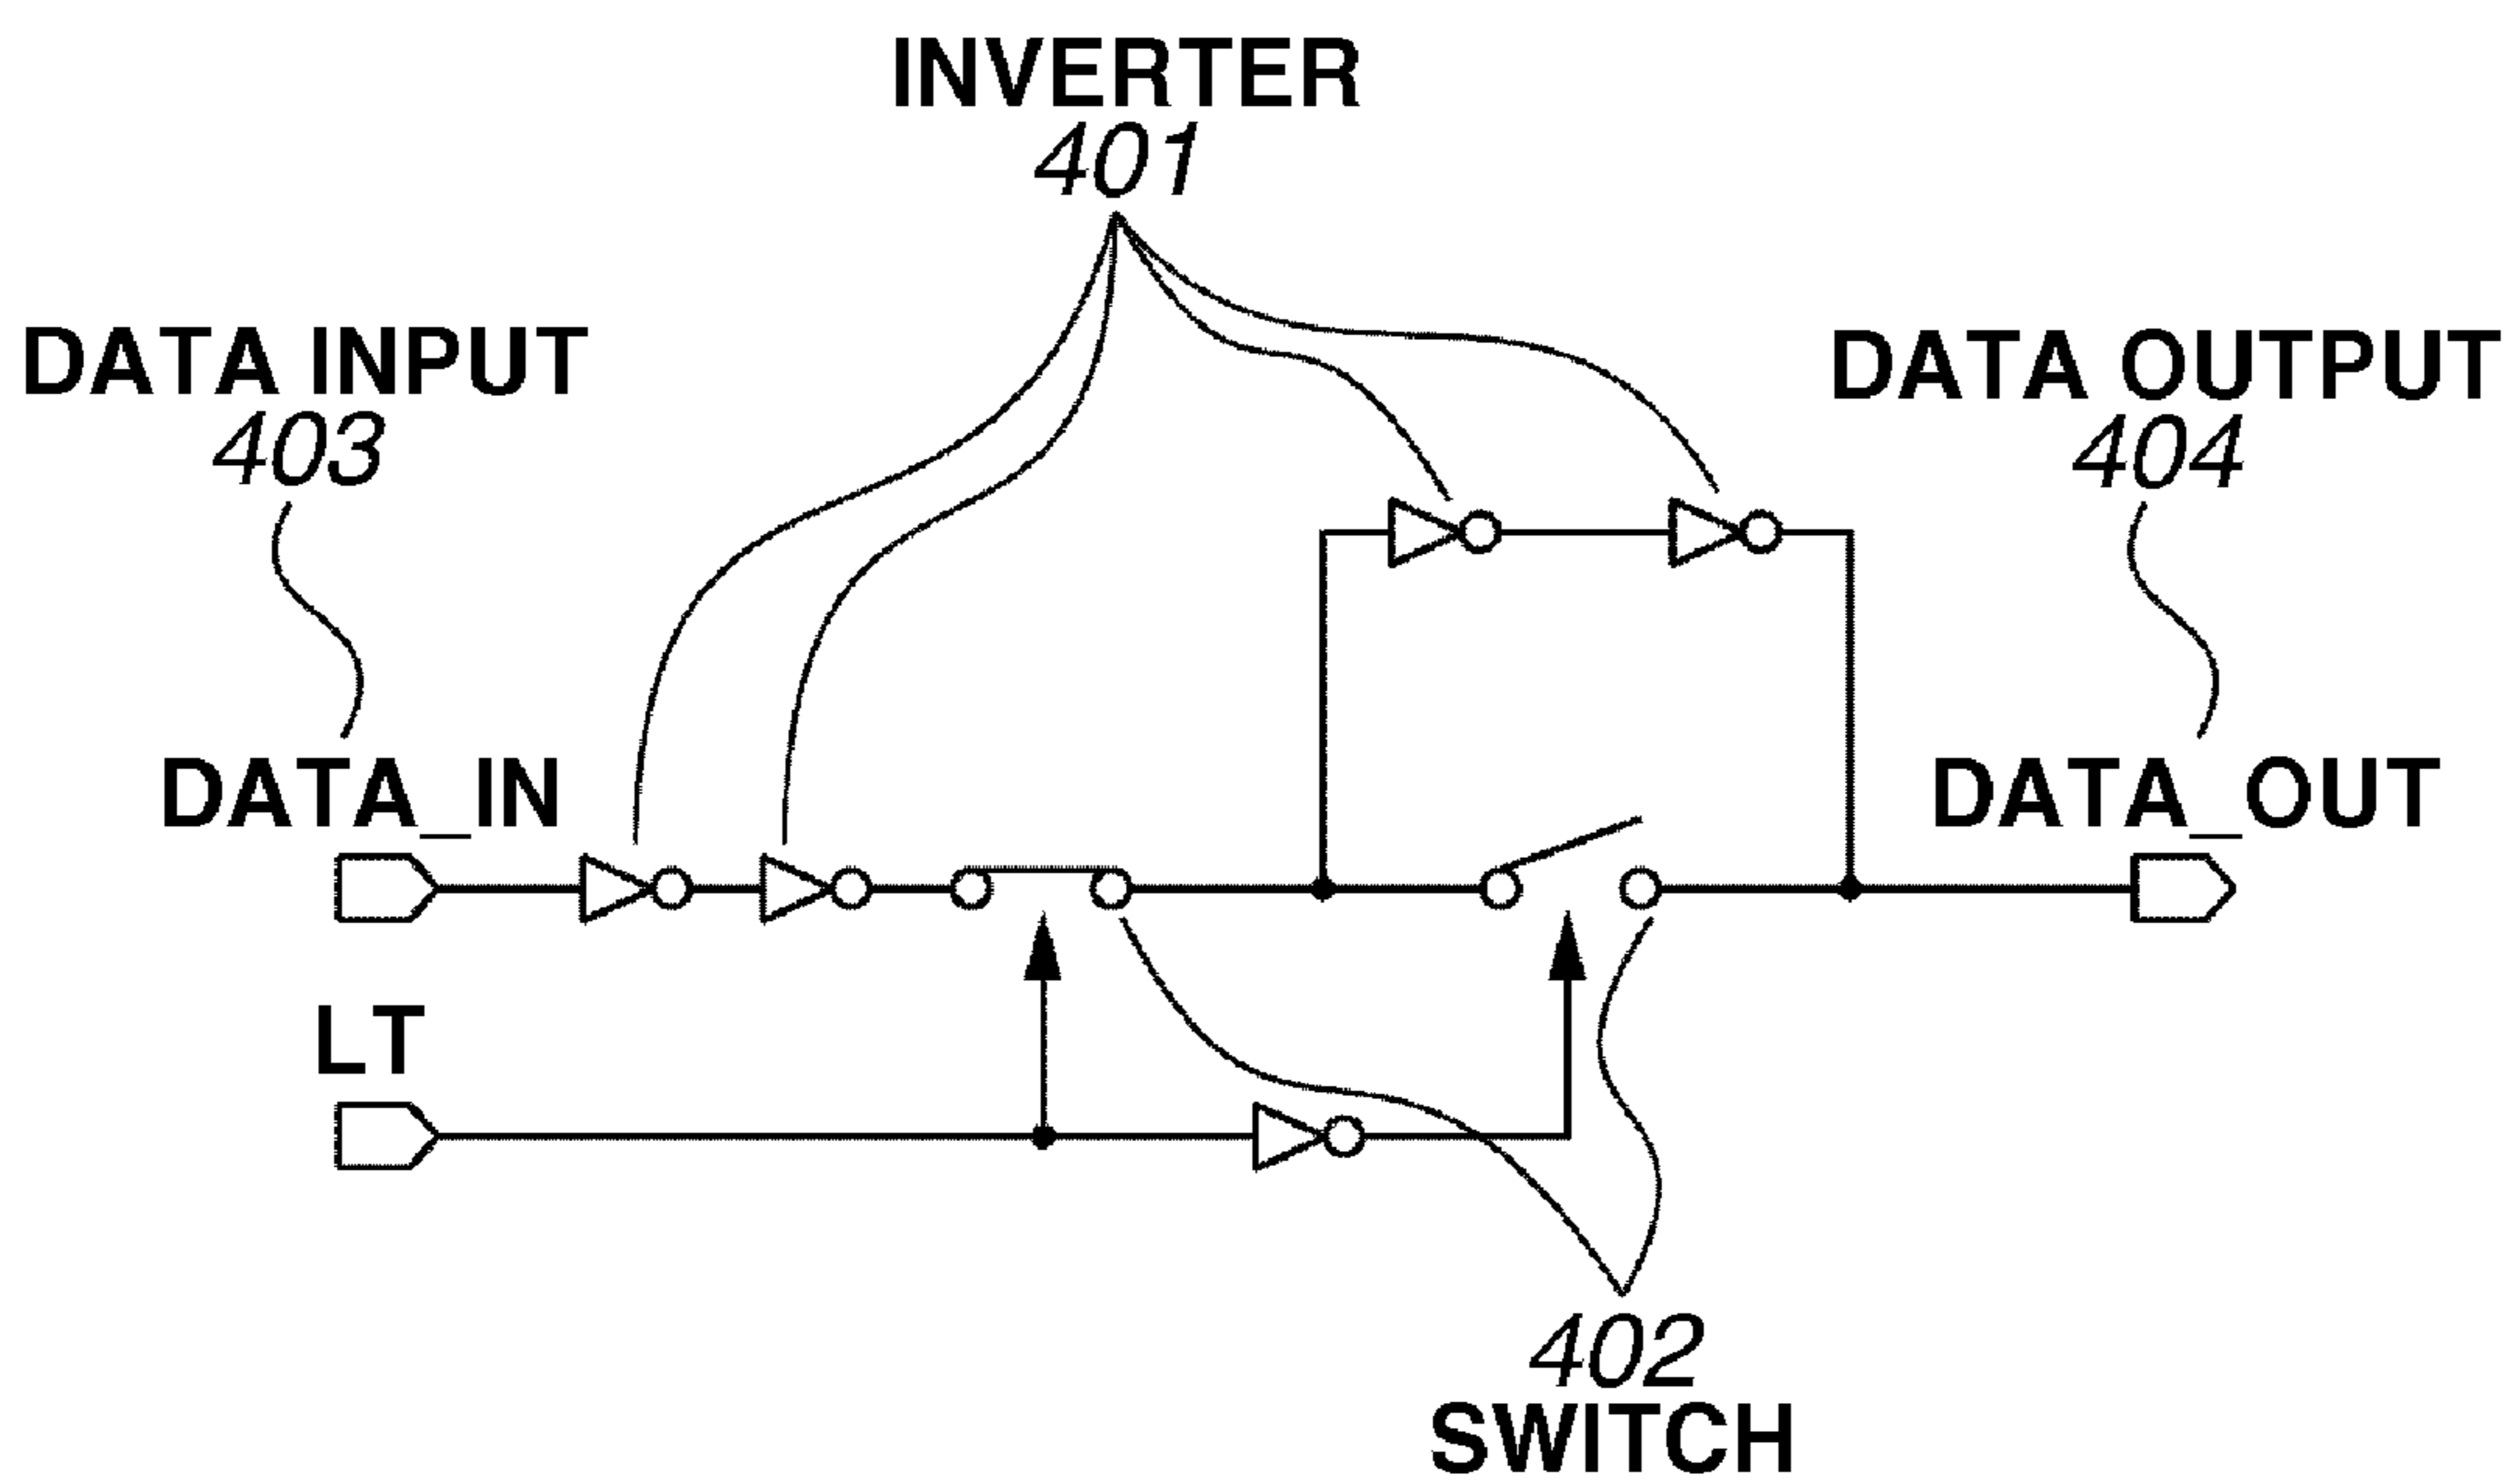 INVERTER
401
DATA INPUT
403
DATA OUTPUT
404
DATA_IN
DATA_OUT
LT
402
SWITCH